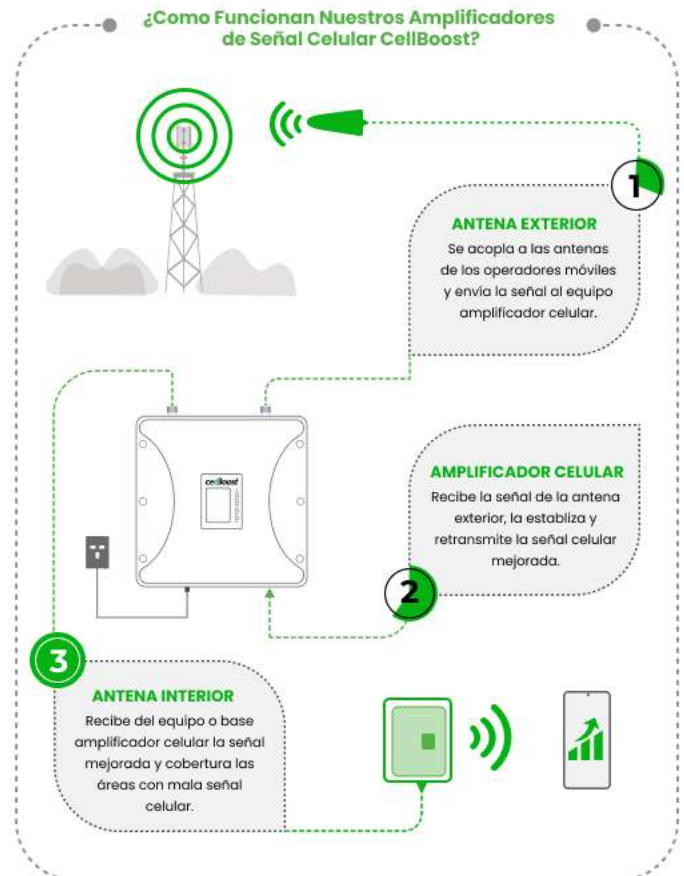 ¿Como Funcionan Nuestros Amplificadores
de Señal Celular CellBoost?
1
ANTENA EXTERIOR
Se acopla a las antenas
de los operadores móviles
y envía la señal al equipo
amplificador celular.
cellboost
AMPLIFICADOR CELULAR
Recibe la señal de la antena
exterior, la establiza y
retransmite la señal celular
mejorada.
2
3
ANTENA INTERIOR
Recibe del equipo o base
amplificador celular la señal
mejorada y cobertura las
áreas con mala señal
celular.